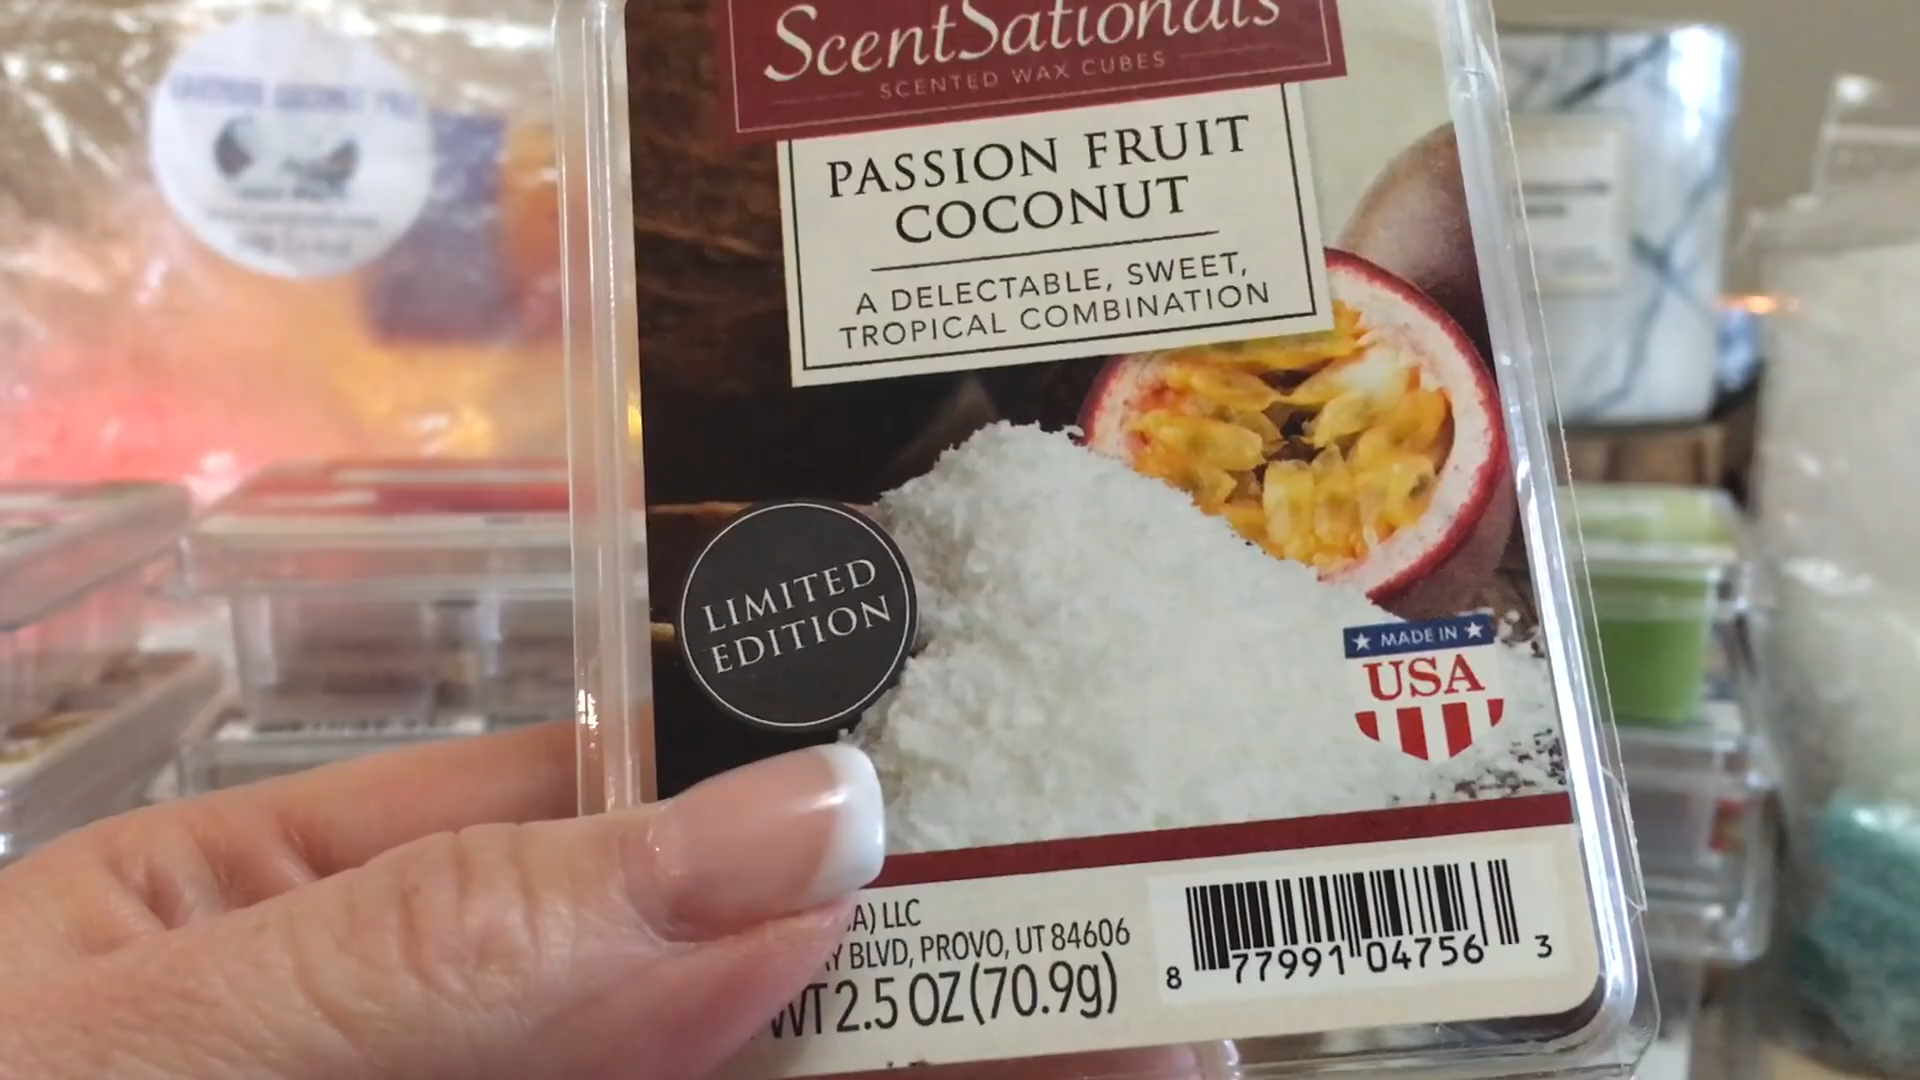 ScentSationals
SCENTED WAX CUBES
PASSION FRUIT
COCONUT
A DELECTABLE, SWEET,
TROPICAL COMBINATION
LIMITED
EDITION
MADE IN
USA
A) LLC
Y BLVD, PROVO, UT 84606
WT 2.5 OZ (70.9g)
8 77991 04756 3